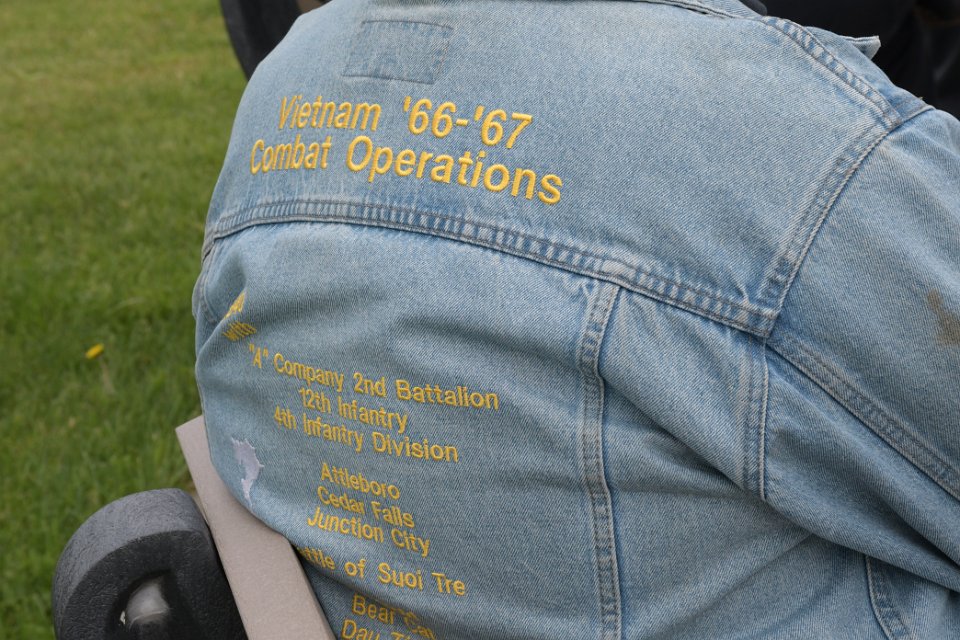 Vietnam '66-'67
Combat Operations
"A" Company 2nd Battalion
12th Infantry
4th Infantry Division
Attleboro
Cedar Falls
Junction City
of Suoi Tre
Bear